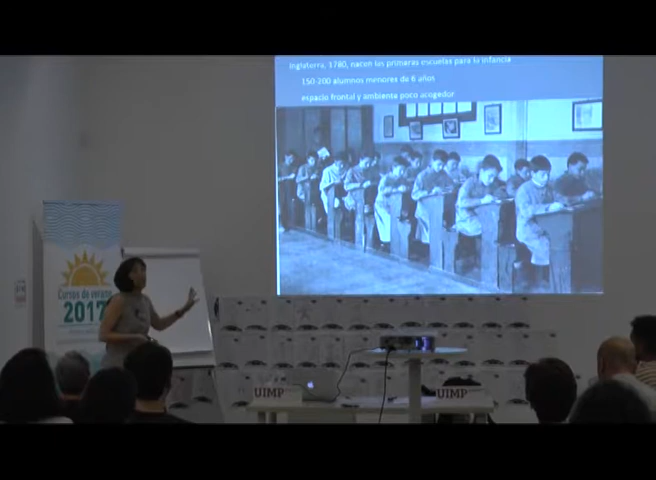 Inglaterra, 1780, nacen las primeras escuelas para la infancia
150-200 alumnos menores de 6 años
espacio frontal y ambiente poco acogedor
Cursos de verano
2017
UIMP
UIMP